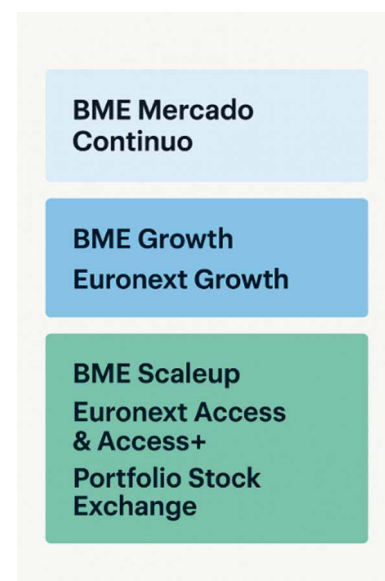 BME Mercado
Continuo
BME Growth
Euronext Growth
BME Scaleup
Euronext Access
& Access+
Portfolio Stock
Exchange